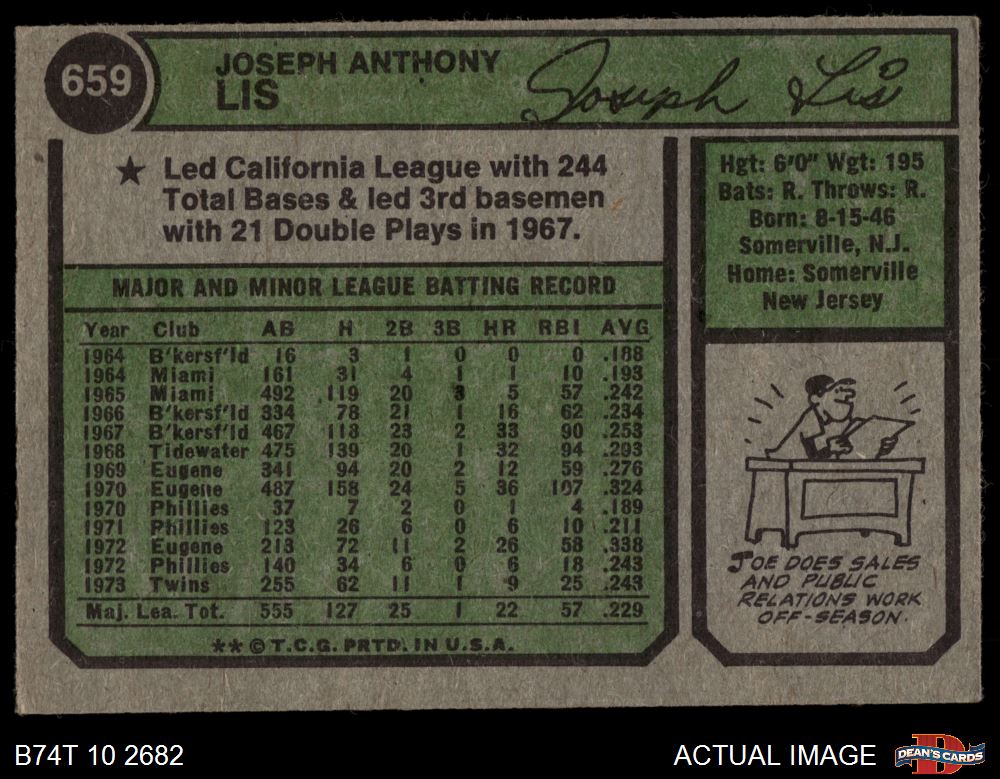 659
JOSEPH ANTHONY
LIS
Joseph Lis
★ Led California League with 244
Total Bases & led 3rd basemen
with 21 Double Plays in 1967.
MAJOR AND MINOR LEAGUE BATTING RECORD
Year Club AB H 2B 3B HR RBI AVG
1964 B'kersf'ld 16 3 1 0 0 0 .188
1964 Miami 161 31 4 1 1 10 .193
1965 Miami 492 119 20 3 5 57 .242
1966 B'kersf'ld 334 78 21 1 16 62 .234
1967 B'kersf'ld 467 118 23 2 33 90 .253
1968 Tidewater 475 139 20 1 32 94 .293
1969 Eugene 341 94 20 2 12 59 .276
1970 Eugene 487 158 24 5 36 107 .324
1970 Phillies 37 7 2 0 1 4 .189
1971 Phillies 123 26 6 0 6 10 .211
1972 Eugene 213 72 11 2 26 58 .338
1972 Phillies 140 34 6 0 6 18 .243
1973 Twins 255 62 11 1 9 25 .243
Maj. Lea. Tot. 555 127 25 1 22 57 .229
** © T.C.G. PRTD. IN U.S.A.
Hgt: 6'0" Wgt: 195
Bats: R. Throws: R.
Born: 8-15-46
Somerville, N.J.
Home: Somerville
New Jersey
JOE DOES SALES
AND PUBLIC
RELATIONS WORK
OFF-SEASON.
B74T 10 2682
ACTUAL IMAGE
D
DEAN'S CARDS